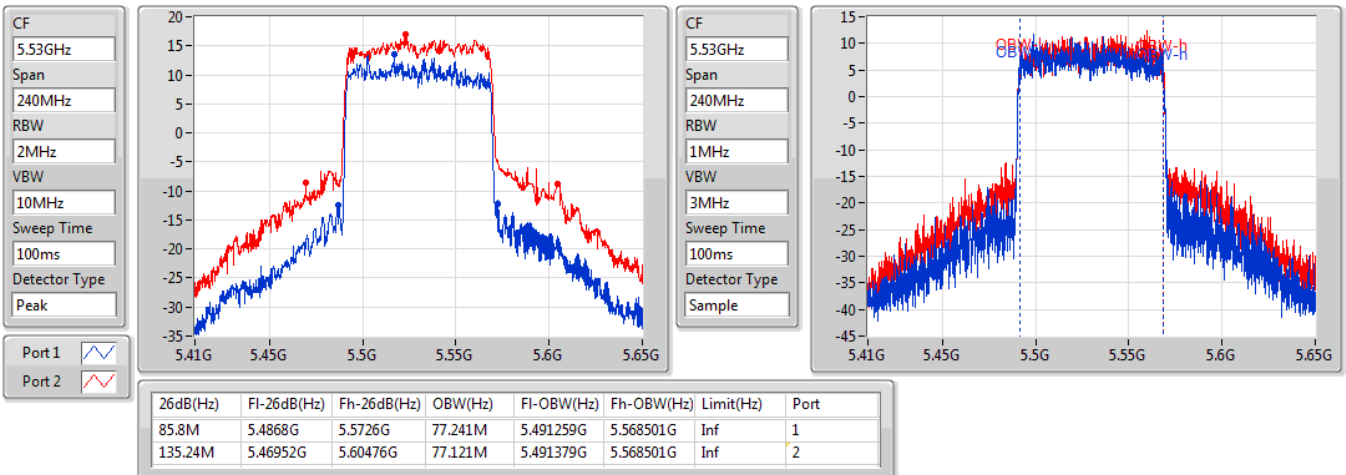 CF
5.53GHz
Span
240MHz
RBW
2MHz
VBW
10MHz
Sweep Time
100ms
Detector Type
Peak
Port 1
Port 2
20
15
10
5
0
-5
-10
-15
-20
-25
-30
-35
5.41G 5.45G 5.5G 5.55G 5.6G 5.65G
CF
5.53GHz
Span
240MHz
RBW
1MHz
VBW
3MHz
Sweep Time
100ms
Detector Type
Sample
15
10
5
0
-5
-10
-15
-20
-25
-30
-35
-40
-45
OBW-h
5.41G 5.45G 5.5G 5.55G 5.6G 5.65G
26dB(Hz) Fl-26dB(Hz) Fh-26dB(Hz) OBW(Hz) Fl-OBW(Hz) Fh-OBW(Hz) Limit(Hz) Port
85.8M 5.4868G 5.5726G 77.241M 5.491259G 5.568501G Inf 1
135.24M 5.46952G 5.60476G 77.121M 5.491379G 5.568501G Inf 2